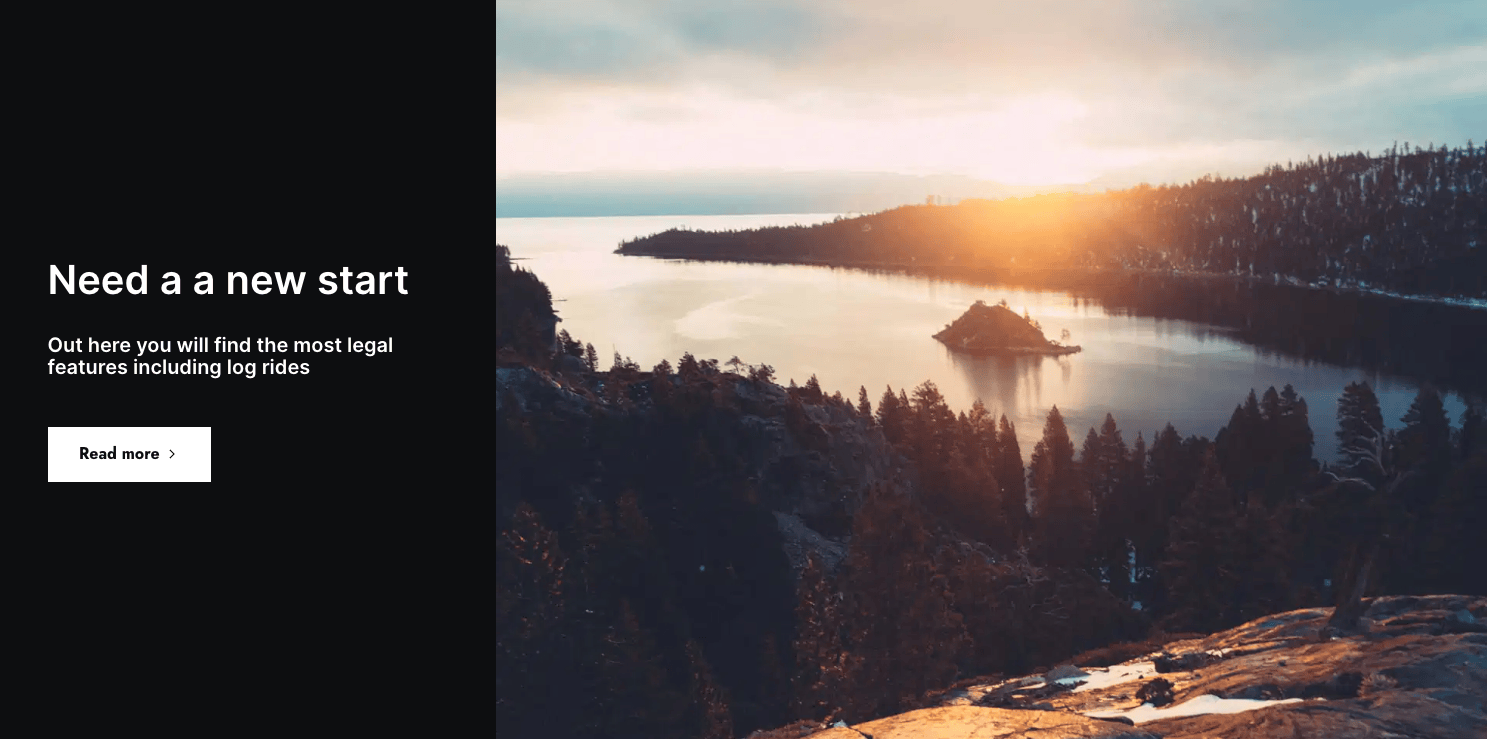 Need a a new start
Out here you will find the most legal
features including log rides
Read more